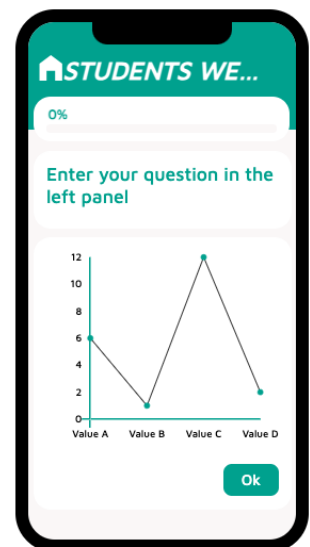 STUDENTS WE...
0%
Enter your question in the
left panel
12
10
8
6
4
2
0
Value A Value B Value C Value D
Ok